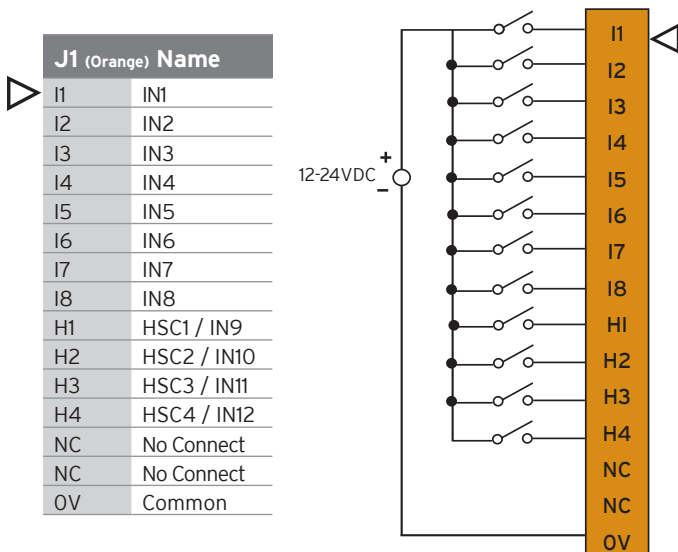 J1 (Orange) Name
I1 IN1
I2 IN2
I3 IN3
I4 IN4
I5 IN5
I6 IN6
I7 IN7
I8 IN8
H1 HSC1 / IN9
H2 HSC2 / IN10
H3 HSC3 / IN11
H4 HSC4 / IN12
NC No Connect
NC No Connect
0V Common
12-24VDC
+
−
I1
I2
I3
I4
I5
I6
I7
I8
HI
H2
H3
H4
NC
NC
0V